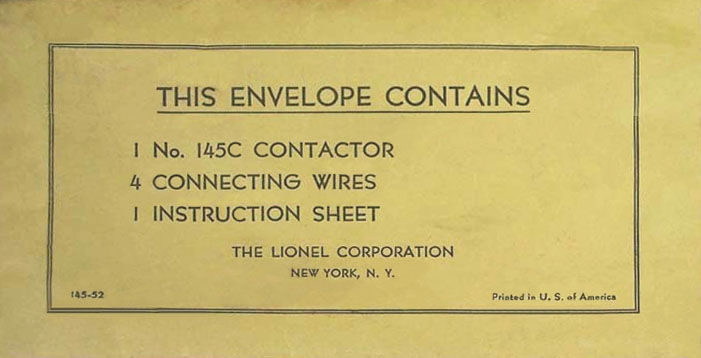 THIS ENVELOPE CONTAINS
1 No. 145C CONTACTOR
4 CONNECTING WIRES
1 INSTRUCTION SHEET
THE LIONEL CORPORATION
NEW YORK, N. Y.
145-52 Printed in U. S. of America